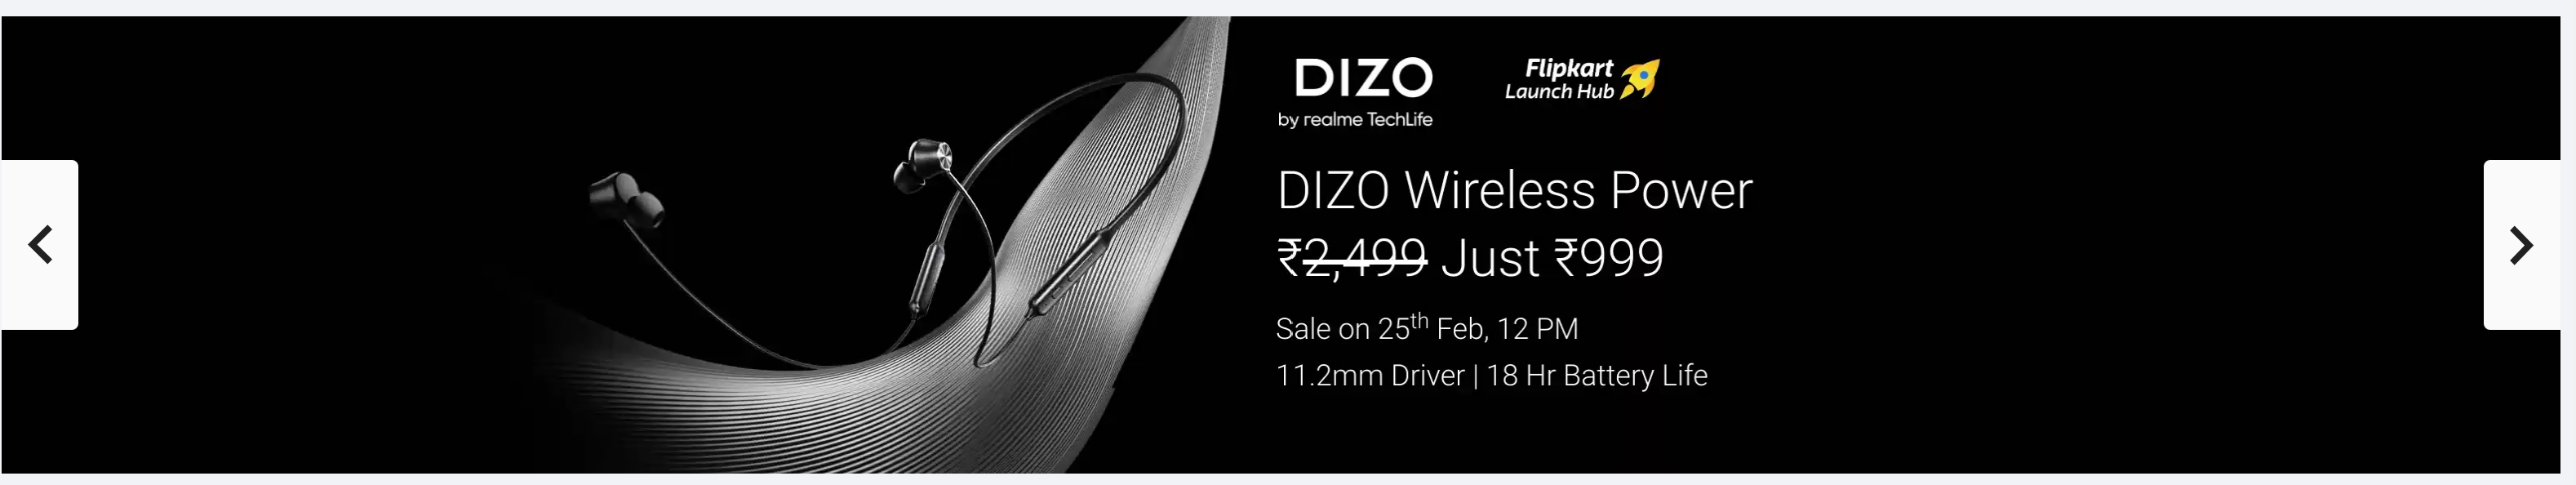 DIZO
by realme TechLife
Flipkart
Launch Hub
DIZO Wireless Power
₹2,499 Just ₹999
Sale on 25th Feb, 12 PM
11.2mm Driver | 18 Hr Battery Life